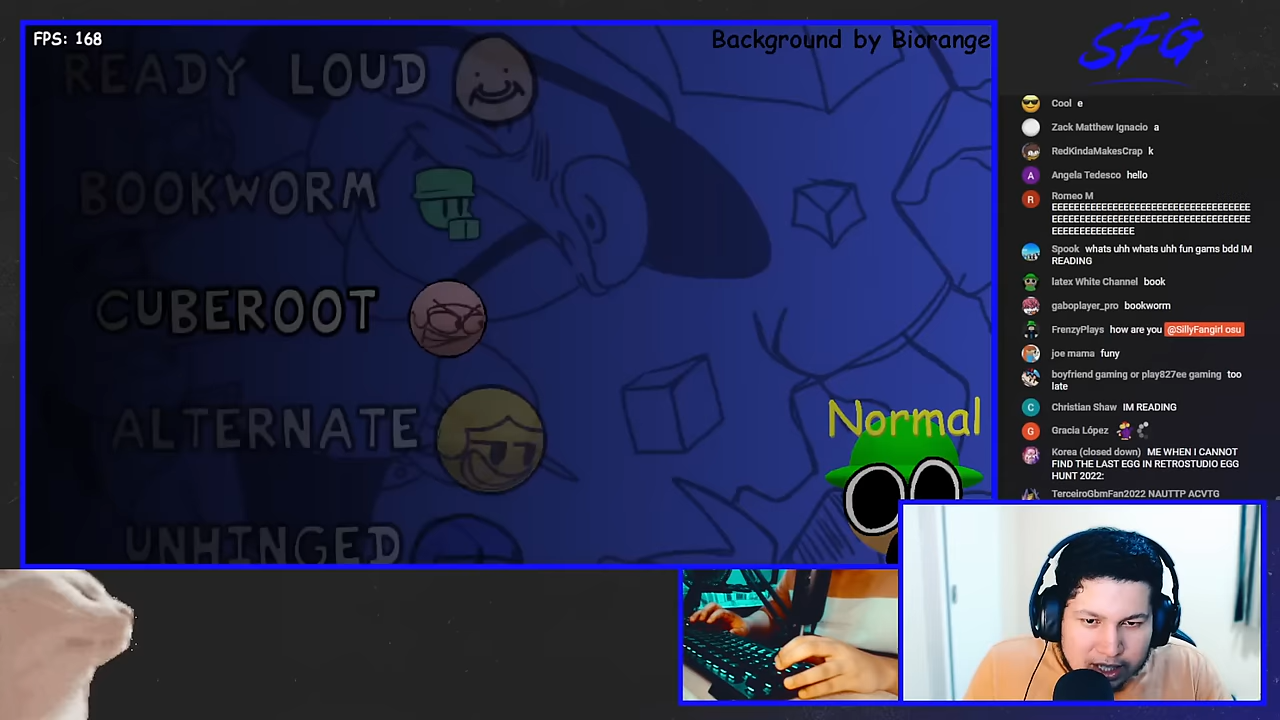 FPS: 168
Background by Biorange
READY LOUD
BOOKWORM
CUBEROOT
ALTERNATE
UNHINGED
Normal
SFG
Cool e
Zack Matthew Ignacio a
RedKindaMakesCrap k
A Angela Tedesco hello
R Romeo M
EEEEEEEEEEEEEEEEEEEEEEEEEEEEEEEEEEEEE
EEEEEEEEEEEEEEEEEEEEEEEEEEEEEEEEEEEEE
EEEEEEEEEEEEEEE
Spook whats uhh whats uhh fun gams bdd IM
READING
latex White Channel book
gaboplayer_pro bookworm
FrenzyPlays how are you @SillyFangirl osu
joe mama funy
boyfriend gaming or play827ee gaming too
late
C Christian Shaw IM READING
G Gracia López
Korea (closed down) ME WHEN I CANNOT
FIND THE LAST EGG IN RETROSTUDIO EGG
HUNT 2022:
TerceiroGbmFan2022 NAUTTP ACVTG